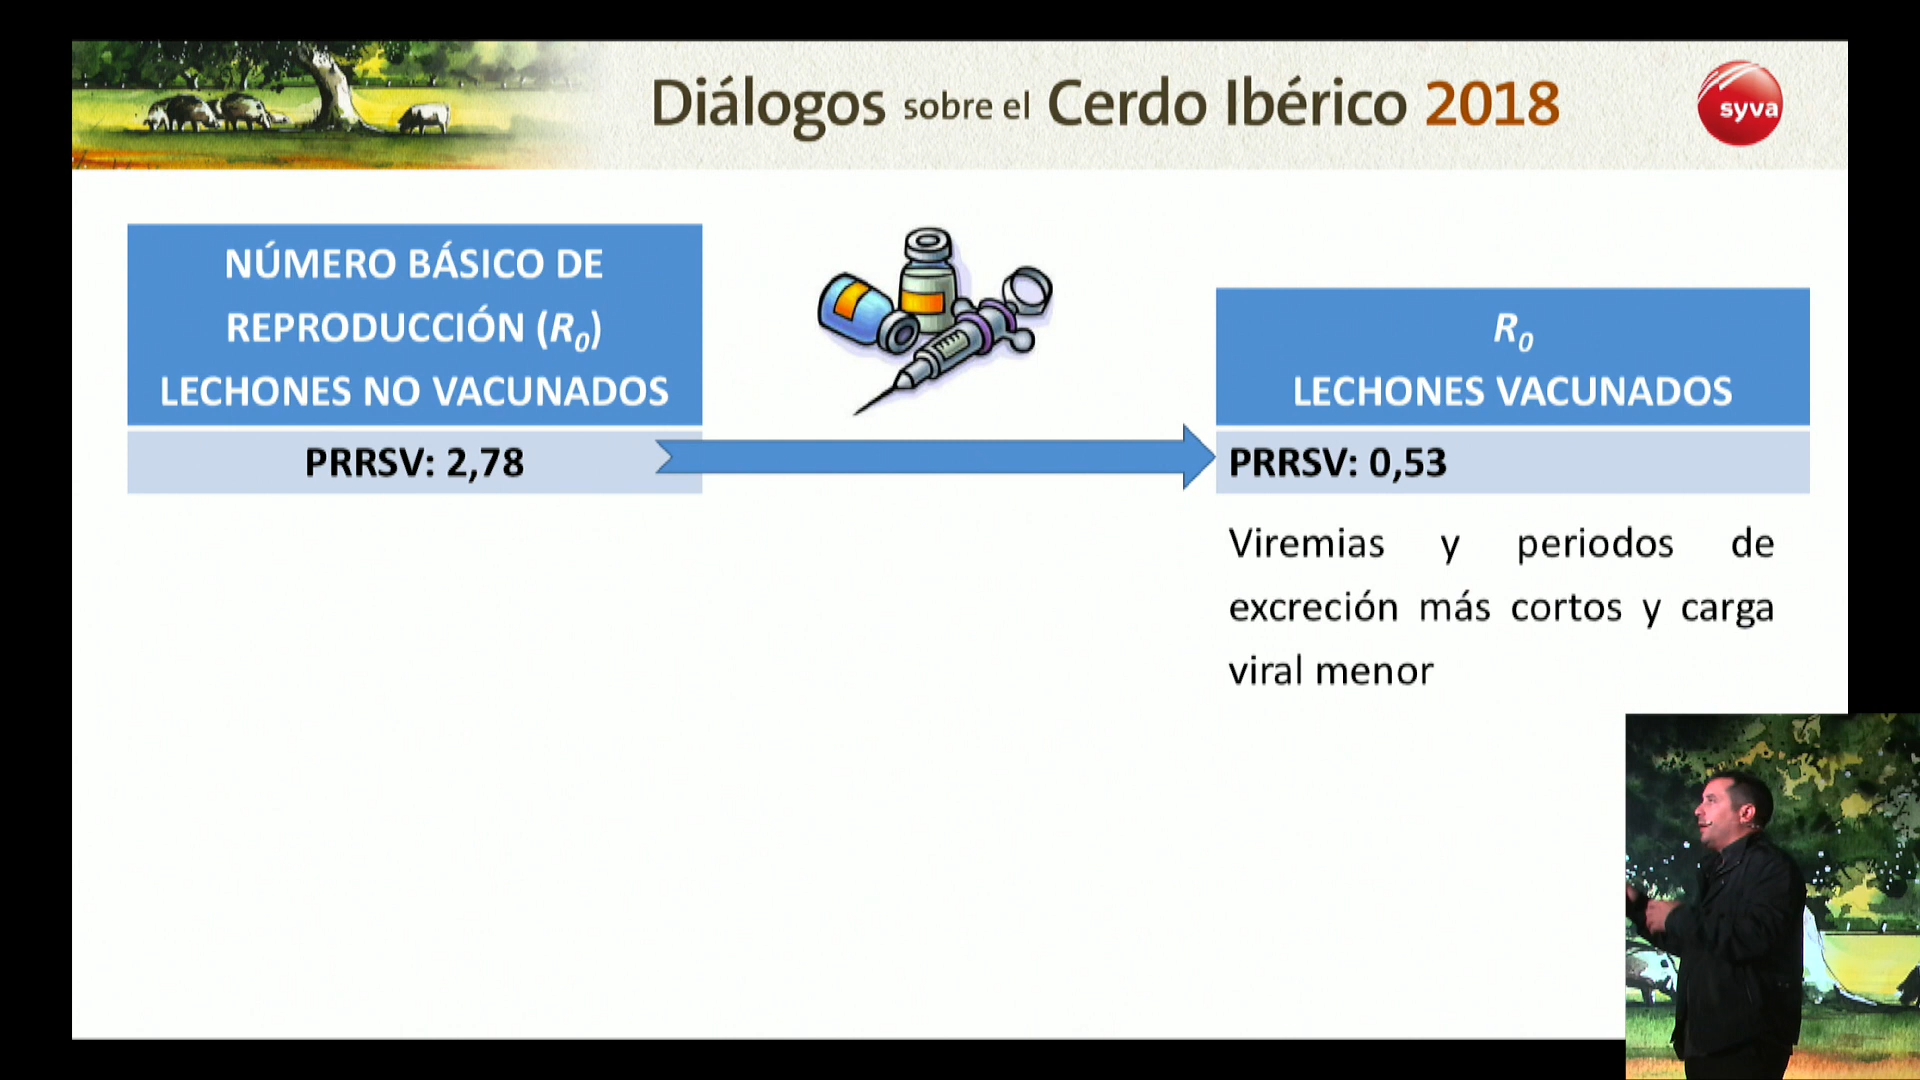 Diálogos sobre el Cerdo Ibérico 2018
syva
NÚMERO BÁSICO DE
REPRODUCCIÓN (R0)
LECHONES NO VACUNADOS
PRRSV: 2,78
R0
LECHONES VACUNADOS
PRRSV: 0,53
Viremias y periodos de
excreción más cortos y carga
viral menor